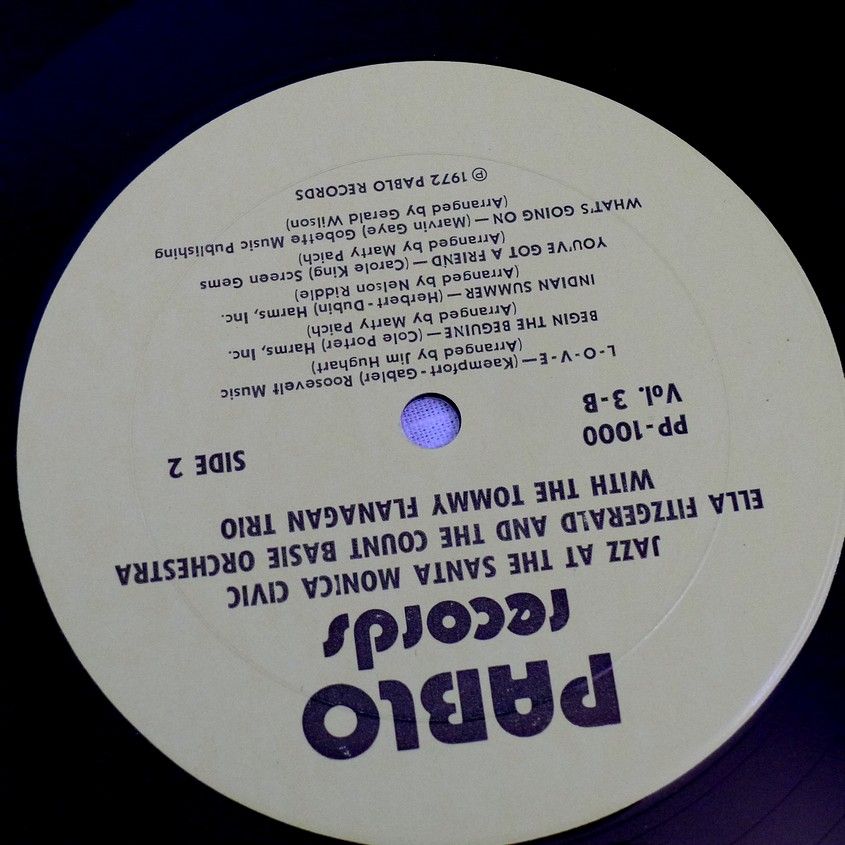 PABLO
records
JAZZ AT THE SANTA MONICA CIVIC
ELLA FITZGERALD AND THE COUNT BASIE ORCHESTRA
WITH THE TOMMY FLANAGAN TRIO
PP-1000
Vol. 3-B
SIDE 2
L-O-V-E—(Kaempfort-Gabler) Roosevelt Music
(Arranged by Jim Hughart)
BEGIN THE BEGUINE—(Cole Porter) Harms, Inc.
(Arranged by Marty Paich)
INDIAN SUMMER—(Herbert-Dubin) Harms, Inc.
(Arranged by Nelson Riddle)
YOU'VE GOT A FRIEND—(Carole King) Screen Gems
(Arranged by Marty Paich)
WHAT'S GOING ON—(Marvin Gaye) Gobette Music Publishing
(Arranged by Gerald Wilson)
℗ 1972 PABLO RECORDS